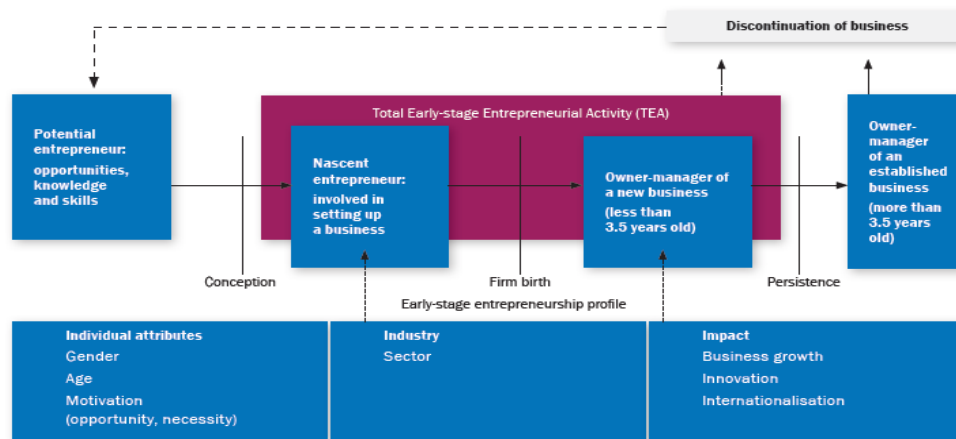 Discontinuation of business
Total Early-stage Entrepreneurial Activity (TEA)
Potential
entrepreneur:
opportunities,
knowledge
and skills
Nascent
entrepreneur:
involved in
setting up
a business
Owner-manager of
a new business
(less than
3.5 years old)
Owner-
manager
of an
established
business
(more than
3.5 years
old)
Conception
Firm birth
Persistence
Early-stage entrepreneurship profile
Individual attributes
Gender
Age
Motivation
(opportunity, necessity)
Industry
Sector
Impact
Business growth
Innovation
Internationalisation